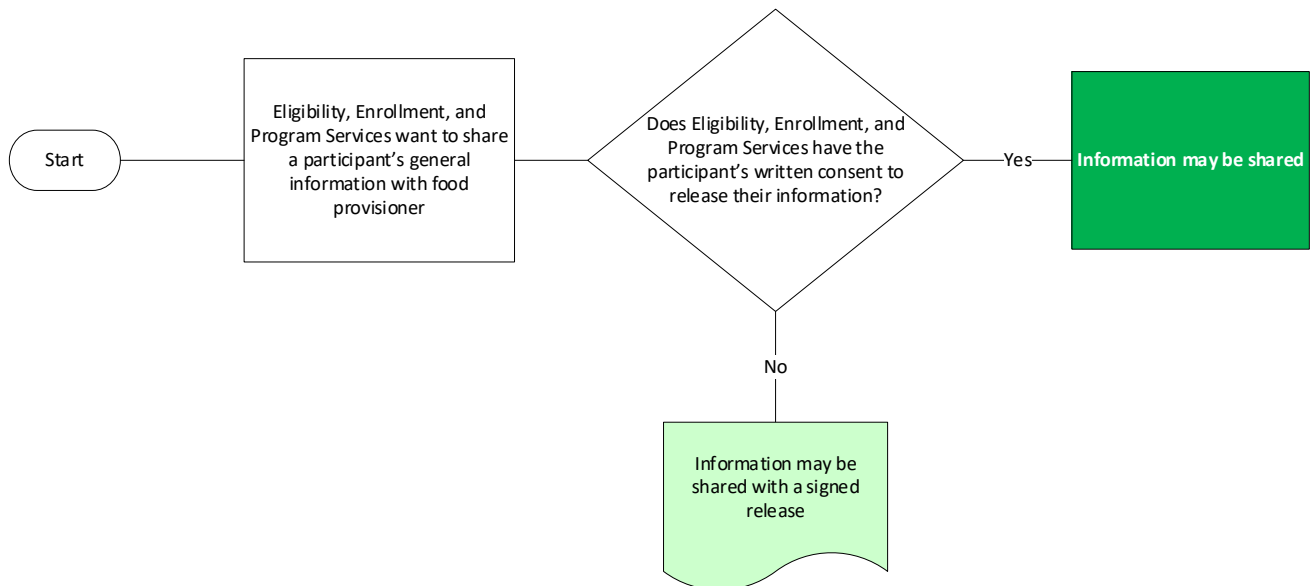 Start
Eligibility, Enrollment, and
Program Services want to share
a participant’s general
information with food
provisioner
Does Eligibility, Enrollment, and
Program Services have the
participant’s written consent to
release their information?
Yes
Information may be shared
No
Information may be
shared with a signed
release